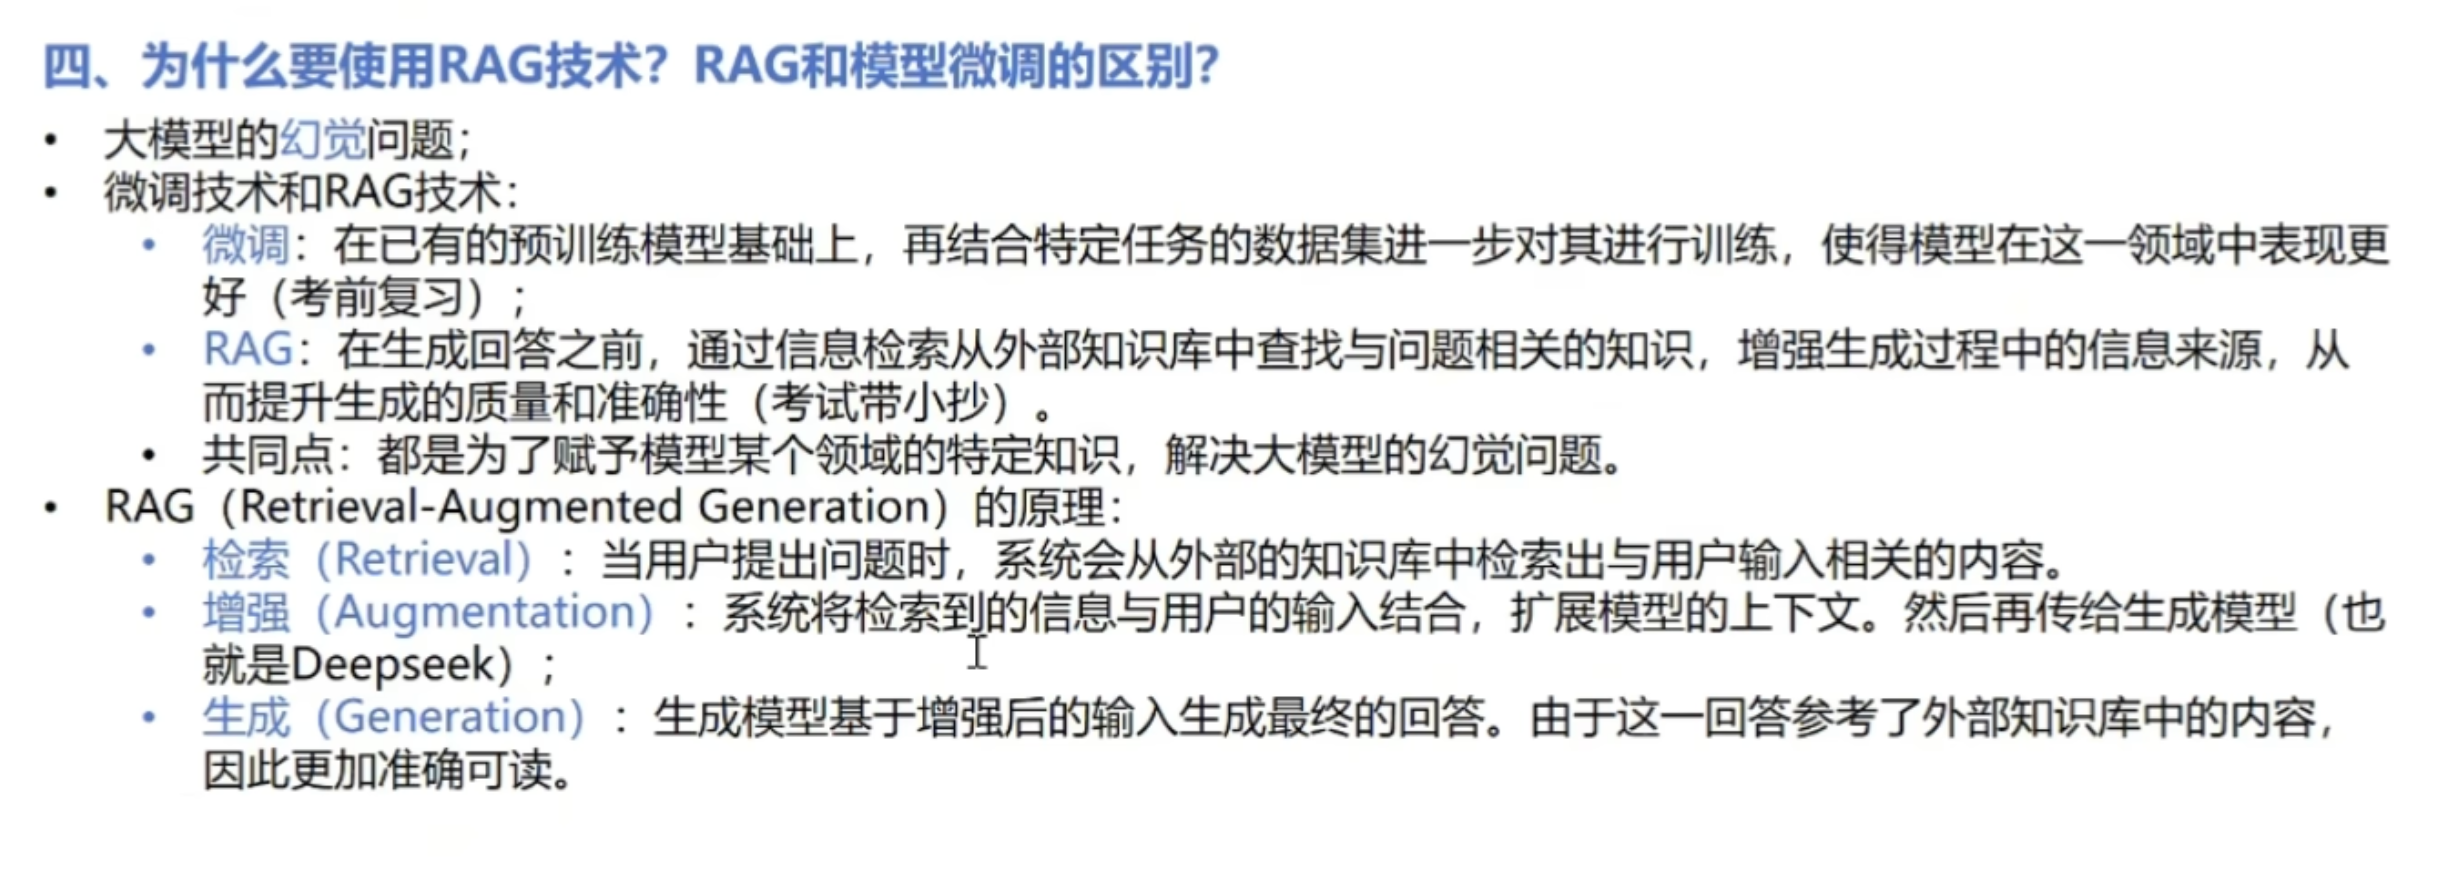 四、为什么要使用RAG技术？RAG和模型微调的区别？
• 大模型的幻觉问题；
• 微调技术和RAG技术：
• 微调：在已有的预训练模型基础上，再结合特定任务的数据集进一步对其进行训练，使得模型在这一领域中表现更
好（考前复习）；
• RAG：在生成回答之前，通过信息检索从外部知识库中查找与问题相关的知识，增强生成过程中的信息来源，从
而提升生成的质量和准确性（考试带小抄）。
• 共同点：都是为了赋予模型某个领域的特定知识，解决大模型的幻觉问题。
• RAG（Retrieval-Augmented Generation）的原理：
• 检索（Retrieval）：当用户提出问题时，系统会从外部的知识库中检索出与用户输入相关的内容。
• 增强（Augmentation）：系统将检索到的信息与用户的输入结合，扩展模型的上下文。然后再传给生成模型（也
就是Deepseek）；
• 生成（Generation）：生成模型基于增强后的输入生成最终的回答。由于这一回答参考了外部知识库中的内容，
因此更加准确可读。